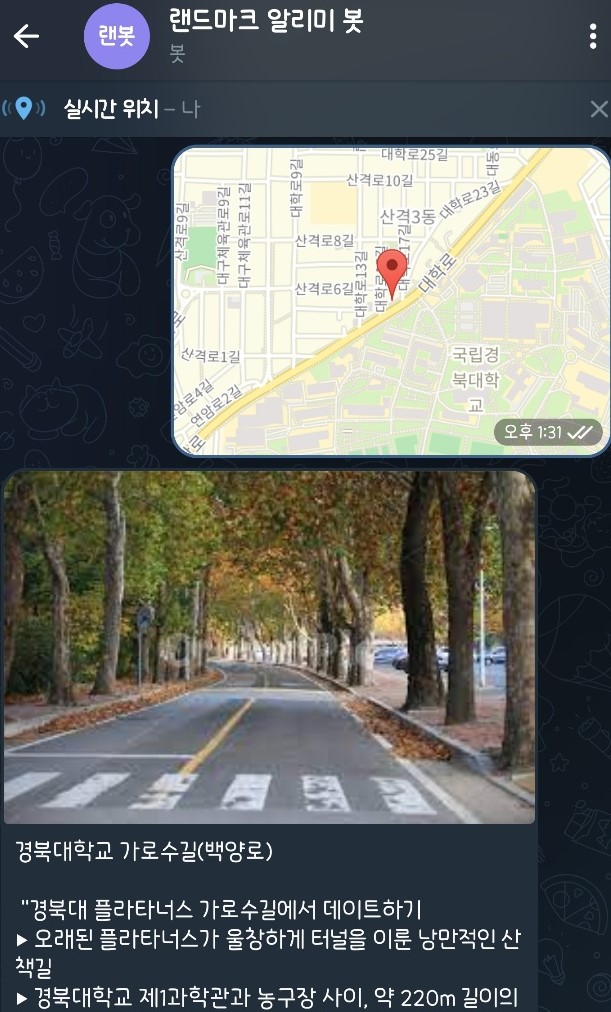 랜봇
랜드마크 알리미 봇
봇
실시간 위치 – 나
대학로25길
산격로10길
대학로9길
대학로23길
산격3동
산격로9길
대구체육관로9길
대구체육관로11길
산격로8길
대학로13길
17길
산격로6길
대학로
산격로1길
국립경
북대학
교
암로4길
연암로2길
오후 1:31
경북대학교 가로수길(백양로)
"경북대 플라타너스 가로수길에서 데이트하기
▶ 오래된 플라타너스가 울창하게 터널을 이룬 낭만적인 산
책길
▶ 경북대학교 제1과학관과 농구장 사이, 약 220m 길이의